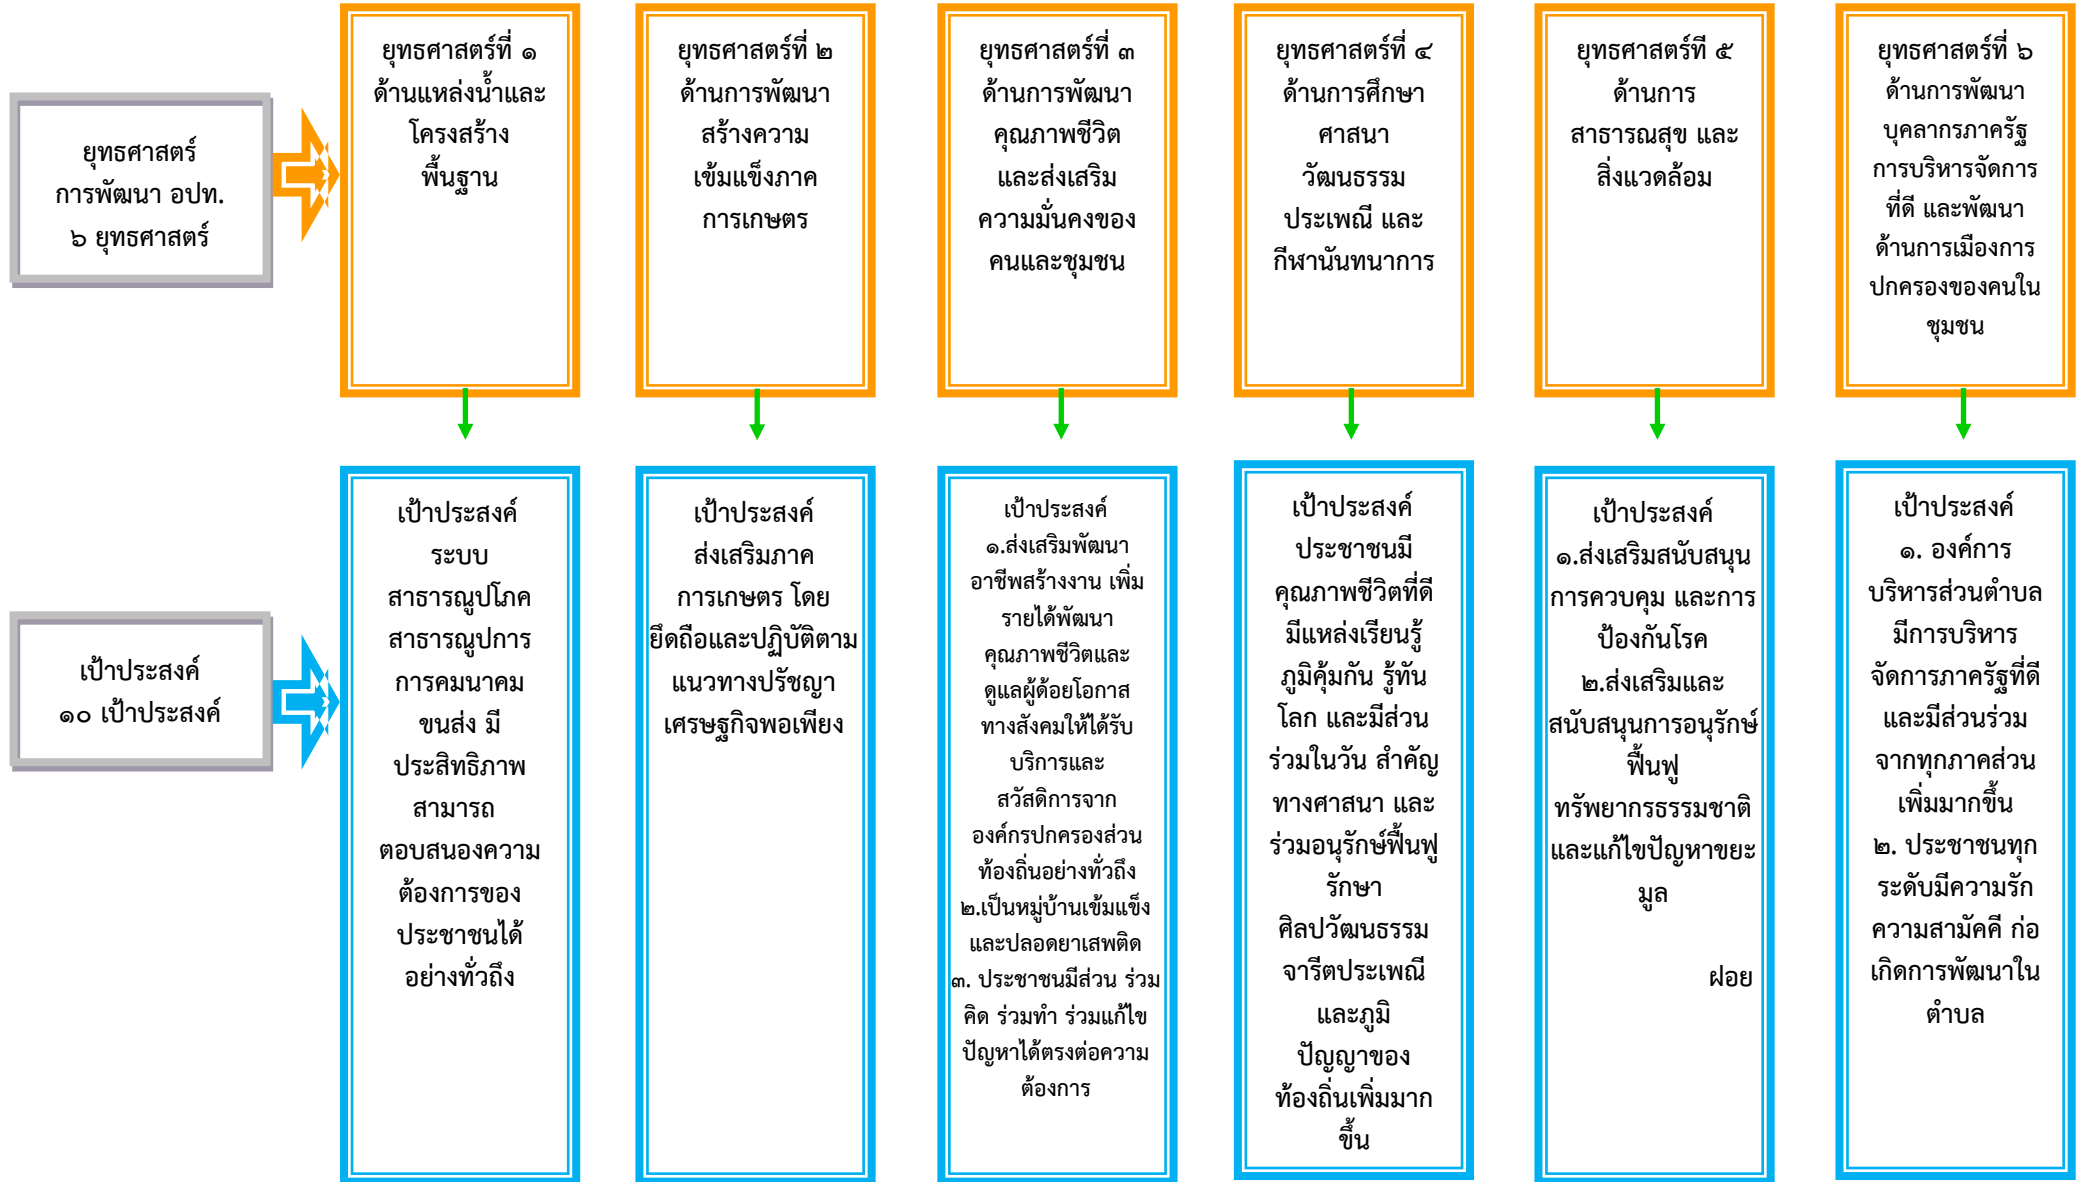 ยุทธศาสตร์
การพัฒนา อปท.
๖ ยุทธศาสตร์
ยุทธศาสตร์ที่ ๑
ด้านแหล่งน้ำและ
โครงสร้าง
พื้นฐาน
ยุทธศาสตร์ที่ ๒
ด้านการพัฒนา
สร้างความ
เข้มแข็งภาค
การเกษตร
ยุทธศาสตร์ที่ ๓
ด้านการพัฒนา
คุณภาพชีวิต
และส่งเสริม
ความมั่นคงของ
คนและชุมชน
ยุทธศาสตร์ที่ ๔
ด้านการศึกษา
ศาสนา
วัฒนธรรม
ประเพณี และ
กีฬานันทนาการ
ยุทธศาสตร์ที ๕
ด้านการ
สาธารณสุข และ
สิ่งแวดล้อม
ยุทธศาสตร์ที่ ๖
ด้านการพัฒนา
บุคลากรภาครัฐ
การบริหารจัดการ
ที่ดี และพัฒนา
ด้านการเมืองการ
ปกครองของคนใน
ชุมชน
เป้าประสงค์
๑๐ เป้าประสงค์
เป้าประสงค์
ระบบ
สาธารณูปโภค
สาธารณูปการ
การคมนาคม
ขนส่ง มี
ประสิทธิภาพ
สามารถ
ตอบสนองความ
ต้องการของ
ประชาชนได้
อย่างทั่วถึง
เป้าประสงค์
ส่งเสริมภาค
การเกษตร โดย
ยึดถือและปฏิบัติตาม
แนวทางปรัชญา
เศรษฐกิจพอเพียง
เป้าประสงค์
๑.ส่งเสริมพัฒนา
อาชีพสร้างงาน เพิ่ม
รายได้พัฒนา
คุณภาพชีวิตและ
ดูแลผู้ด้อยโอกาส
ทางสังคมให้ได้รับ
บริการและ
สวัสดิการจาก
องค์กรปกครองส่วน
ท้องถิ่นอย่างทั่วถึง
๒.เป็นหมู่บ้านเข้มแข็ง
และปลอดยาเสพติด
๓. ประชาชนมีส่วน ร่วม
คิด ร่วมทำ ร่วมแก้ไข
ปัญหาได้ตรงต่อความ
ต้องการ
เป้าประสงค์
ประชาชนมี
คุณภาพชีวิตที่ดี
มีแหล่งเรียนรู้
ภูมิคุ้มกัน รู้ทัน
โลก และมีส่วน
ร่วมในวัน สำคัญ
ทางศาสนา และ
ร่วมอนุรักษ์ฟื้นฟู
รักษา
ศิลปวัฒนธรรม
จารีตประเพณี
และภูมิ
ปัญญาของ
ท้องถิ่นเพิ่มมาก
ขึ้น
เป้าประสงค์
๑.ส่งเสริมสนับสนุน
การควบคุม และการ
ป้องกันโรค
๒.ส่งเสริมและ
สนับสนุนการอนุรักษ์
ฟื้นฟู
ทรัพยากรธรรมชาติ
และแก้ไขปัญหาขยะ
มูล
ฝอย
เป้าประสงค์
๑. องค์การ
บริหารส่วนตำบล
มีการบริหาร
จัดการภาครัฐที่ดี
และมีส่วนร่วม
จากทุกภาคส่วน
เพิ่มมากขึ้น
๒. ประชาชนทุก
ระดับมีความรัก
ความสามัคคี ก่อ
เกิดการพัฒนาใน
ตำบล